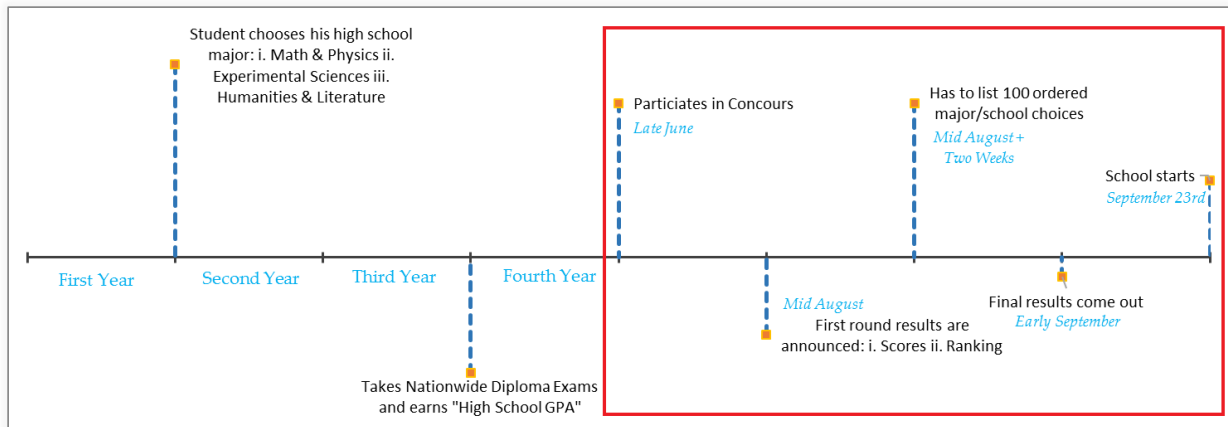 Student chooses his high school
major: i. Math & Physics ii.
Experimental Sciences iii.
Humanities & Literature
Particiates in Concours
Late June
Has to list 100 ordered
major/school choices
Mid August +
Two Weeks
School starts
September 23rd
First Year
Second Year
Third Year
Fourth Year
Mid August
First round results are
announced: i. Scores ii. Ranking
Final results come out
Early September
Takes Nationwide Diploma Exams
and earns "High School GPA"